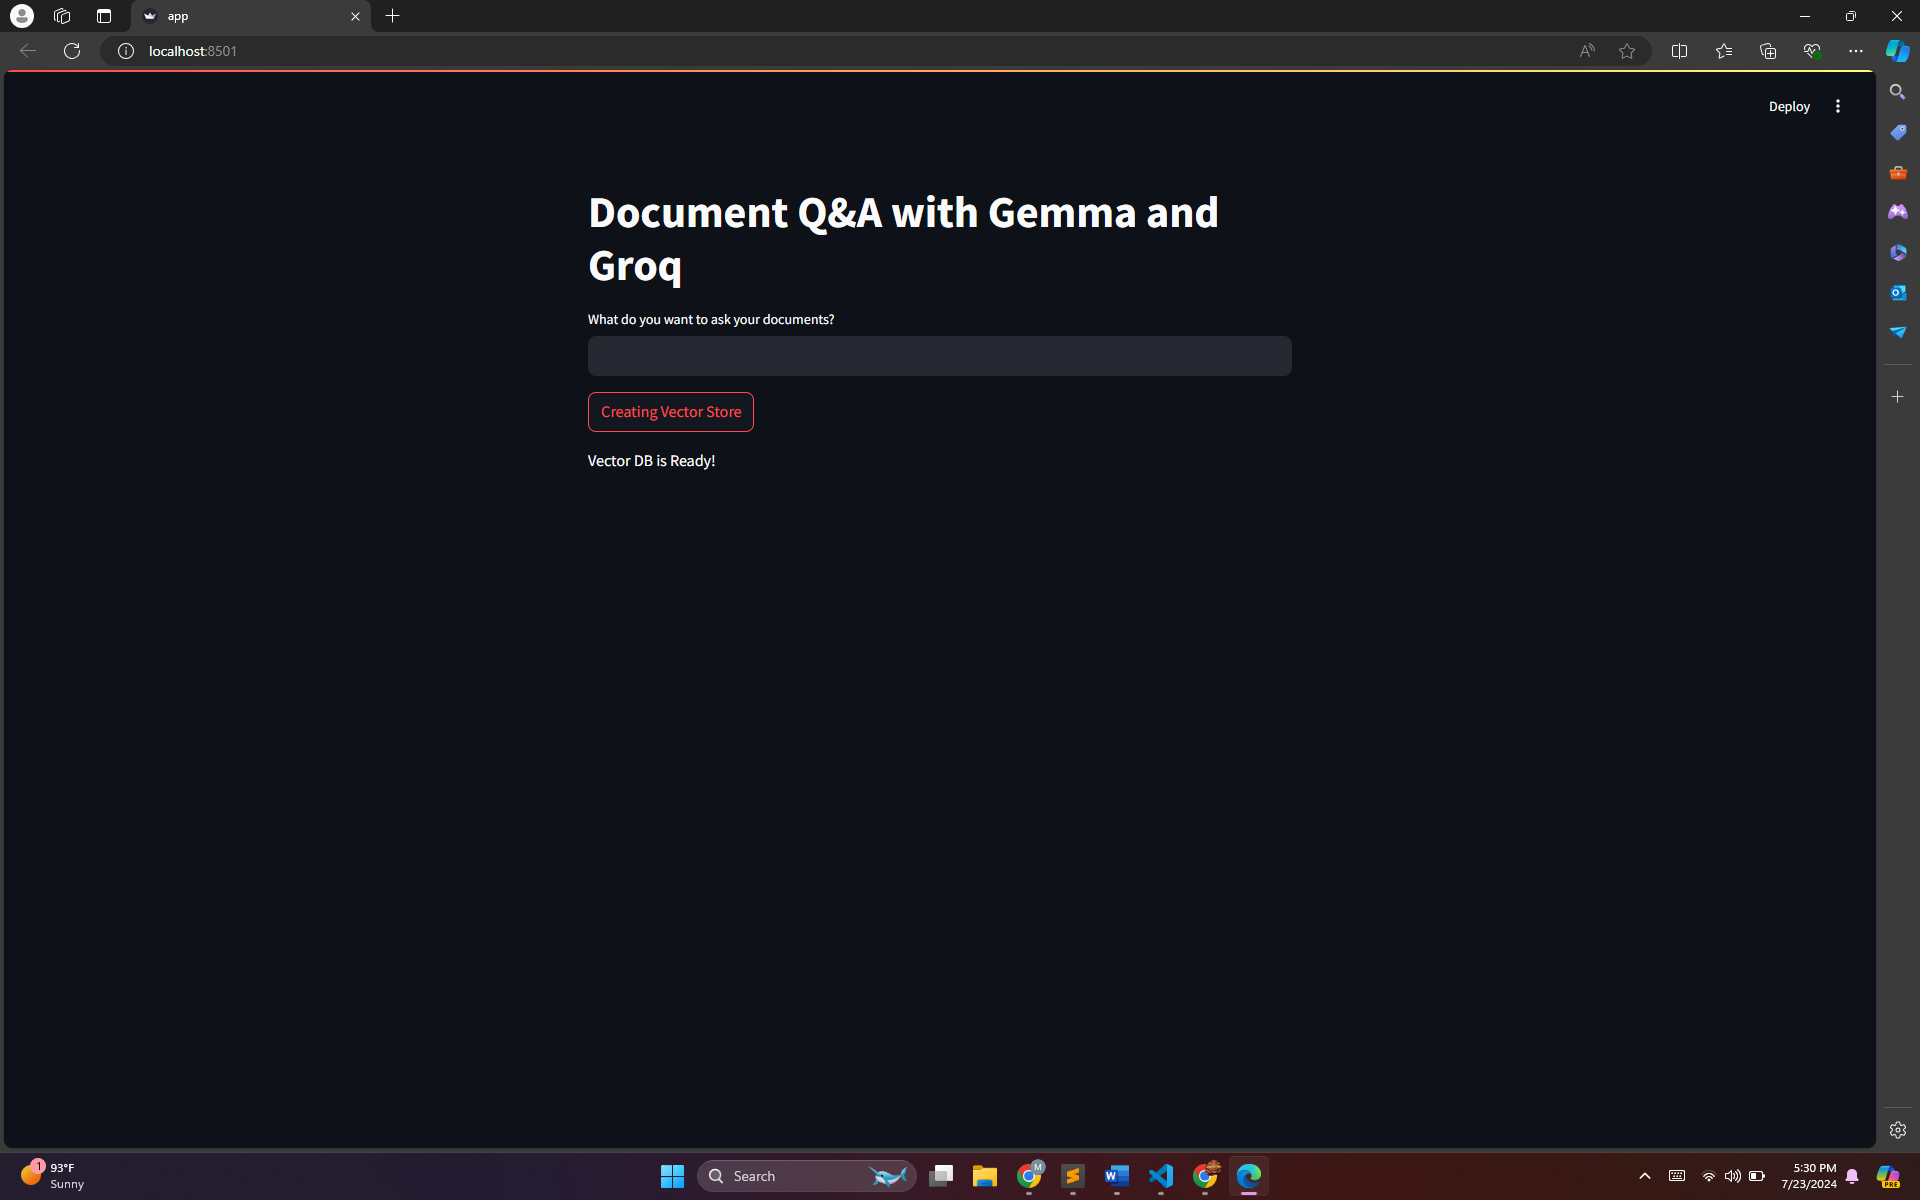 app
localhost:8501
Deploy
Document Q&A with Gemma and
Groq
What do you want to ask your documents?
Creating Vector Store
Vector DB is Ready!
1
93°F
Sunny
Search
M
5:30 PM
7/23/2024
PRE